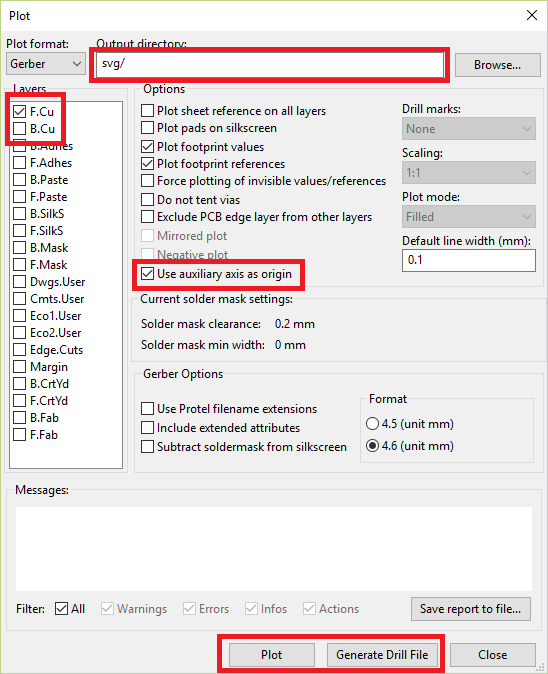 Plot
Plot format:
Output directory:
Gerber
svg/
Browse...
Layers
F.Cu
B.Cu
B.Adhes
F.Adhes
B.Paste
F.Paste
B.SilkS
F.SilkS
B.Mask
F.Mask
Dwgs.User
Cmts.User
Eco1.User
Eco2.User
Edge.Cuts
Margin
B.CrtYd
F.CrtYd
B.Fab
F.Fab
Options
Plot sheet reference on all layers
Plot pads on silkscreen
Plot footprint values
Plot footprint references
Force plotting of invisible values/references
Do not tent vias
Exclude PCB edge layer from other layers
Mirrored plot
Negative plot
Use auxiliary axis as origin
Drill marks:
None
Scaling:
1:1
Plot mode:
Filled
Default line width (mm):
0.1
Current solder mask settings:
Solder mask clearance: 0.2 mm
Solder mask min width: 0 mm
Gerber Options
Use Protel filename extensions
Include extended attributes
Subtract soldermask from silkscreen
Format
4.5 (unit mm)
4.6 (unit mm)
Messages:
Filter: All Warnings Errors Infos Actions
Save report to file...
Plot Generate Drill File Close